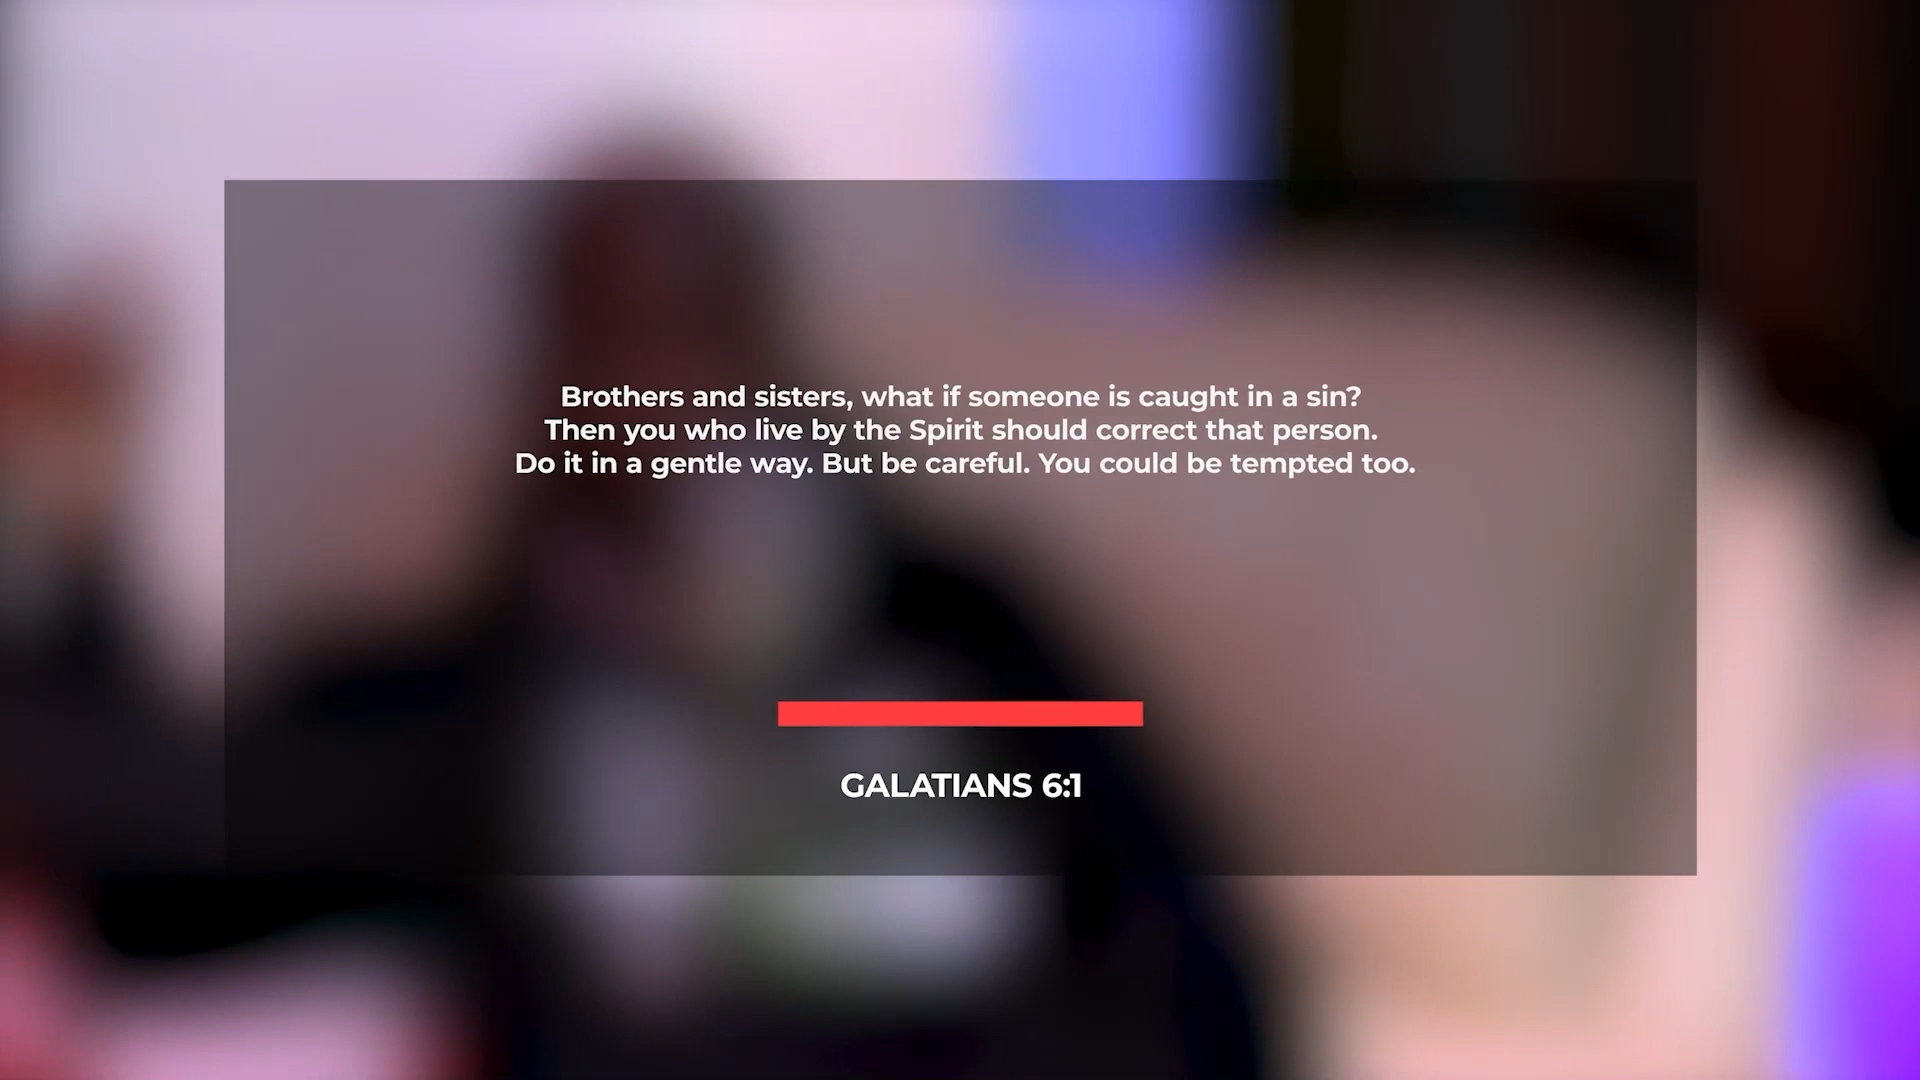 Brothers and sisters, what if someone is caught in a sin?
Then you who live by the Spirit should correct that person.
Do it in a gentle way. But be careful. You could be tempted too.
GALATIANS 6:1